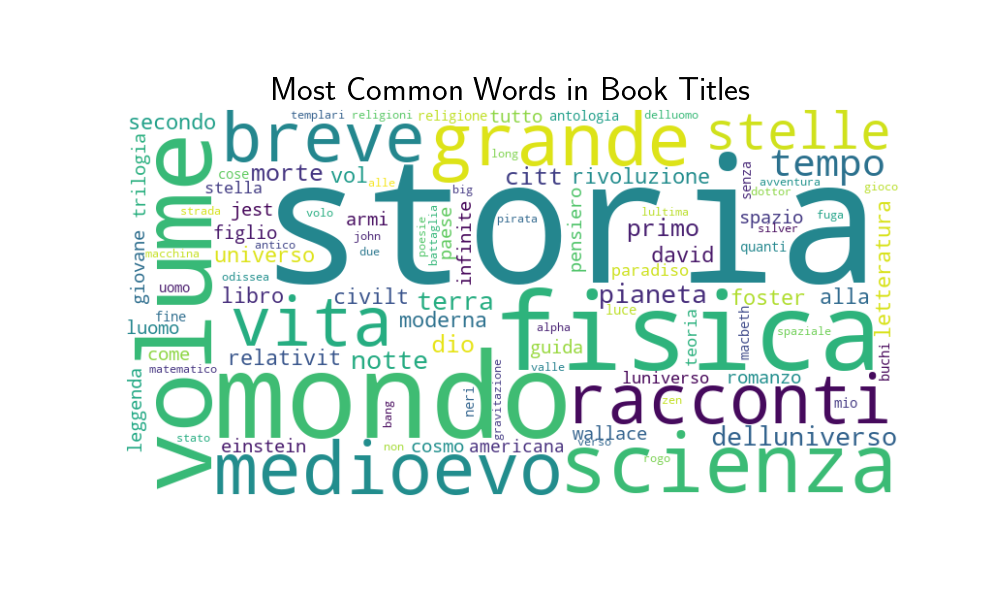 Most Common Words in Book Titles
templari religioni religione tutto antologia delluomo
secondo breve grande stelle
long
trilogia volume cose morte vol alle citt rivoluzione senza tempo
stella big avventura gioco
dottor
storia
strada volo jest armi infinite poesie battaglia paese pirata pensiero lultima primo spazio fuga
figlio john silver
giovane macchina antico due universo david quanti letteratura
odissea paradiso
uomo libro civilt terra pianeta foster alla
fine vita moderna fisica luce
luomo alpha teoria macbeth spaziale
come relativit notte dio guida buchi
matematico valle
leggenda mondo neri gravitazione luniverso romanzo
bang racconti zen mio
stato wallace delluniverso
verso
einstein non cosmo americana
medioevo scienza rogo